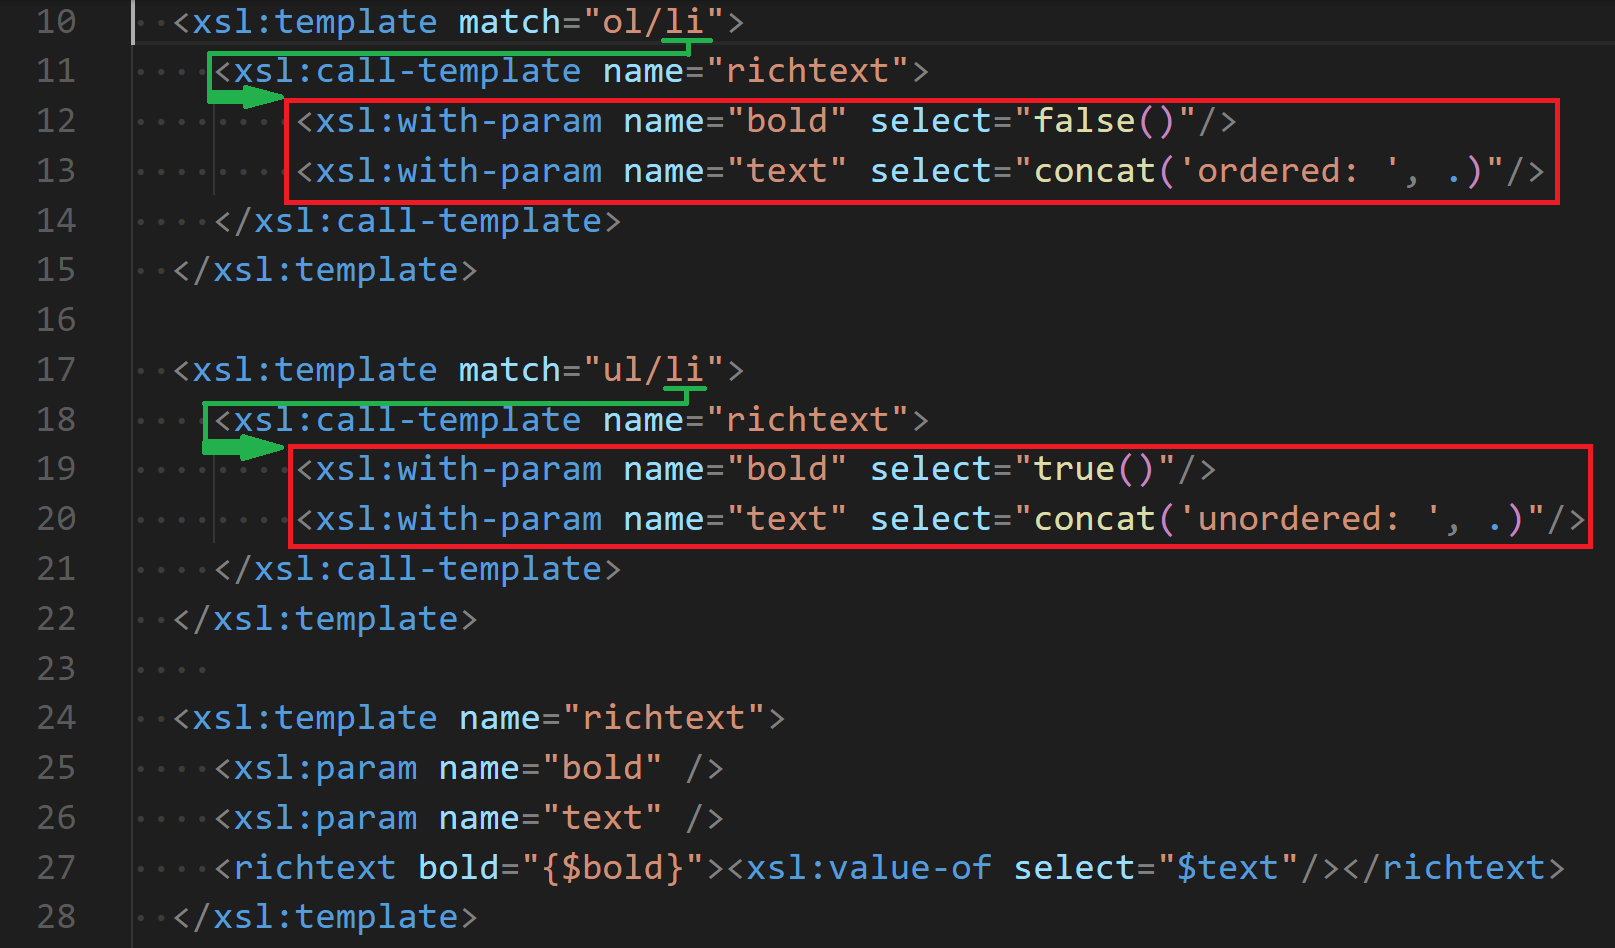 10 <xsl:template match="ol/li">
11 <xsl:call-template name="richtext">
12 <xsl:with-param name="bold" select="false()"/>
13 <xsl:with-param name="text" select="concat('ordered: ', .)"/>
14 </xsl:call-template>
15 </xsl:template>
16
17 <xsl:template match="ul/li">
18 <xsl:call-template name="richtext">
19 <xsl:with-param name="bold" select="true()"/>
20 <xsl:with-param name="text" select="concat('unordered: ', .)"/>
21 </xsl:call-template>
22 </xsl:template>
23
24 <xsl:template name="richtext">
25 <xsl:param name="bold" />
26 <xsl:param name="text" />
27 <richtext bold="{$bold}"><xsl:value-of select="$text"/></richtext>
28 </xsl:template>